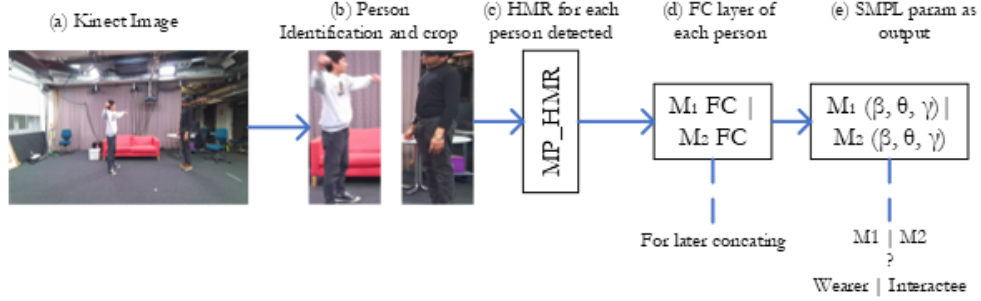 (a) Kinect Image
(b) Person
Identification and crop
(c) HMR for each
person detected
(d) FC layer of
each person
(e) SMPL param as
output
MP_HMR
M1 FC |
M2 FC
M1 (β, θ, γ) |
M2 (β, θ, γ)
For later concating
M1 | M2
?
Wearer | Interactee